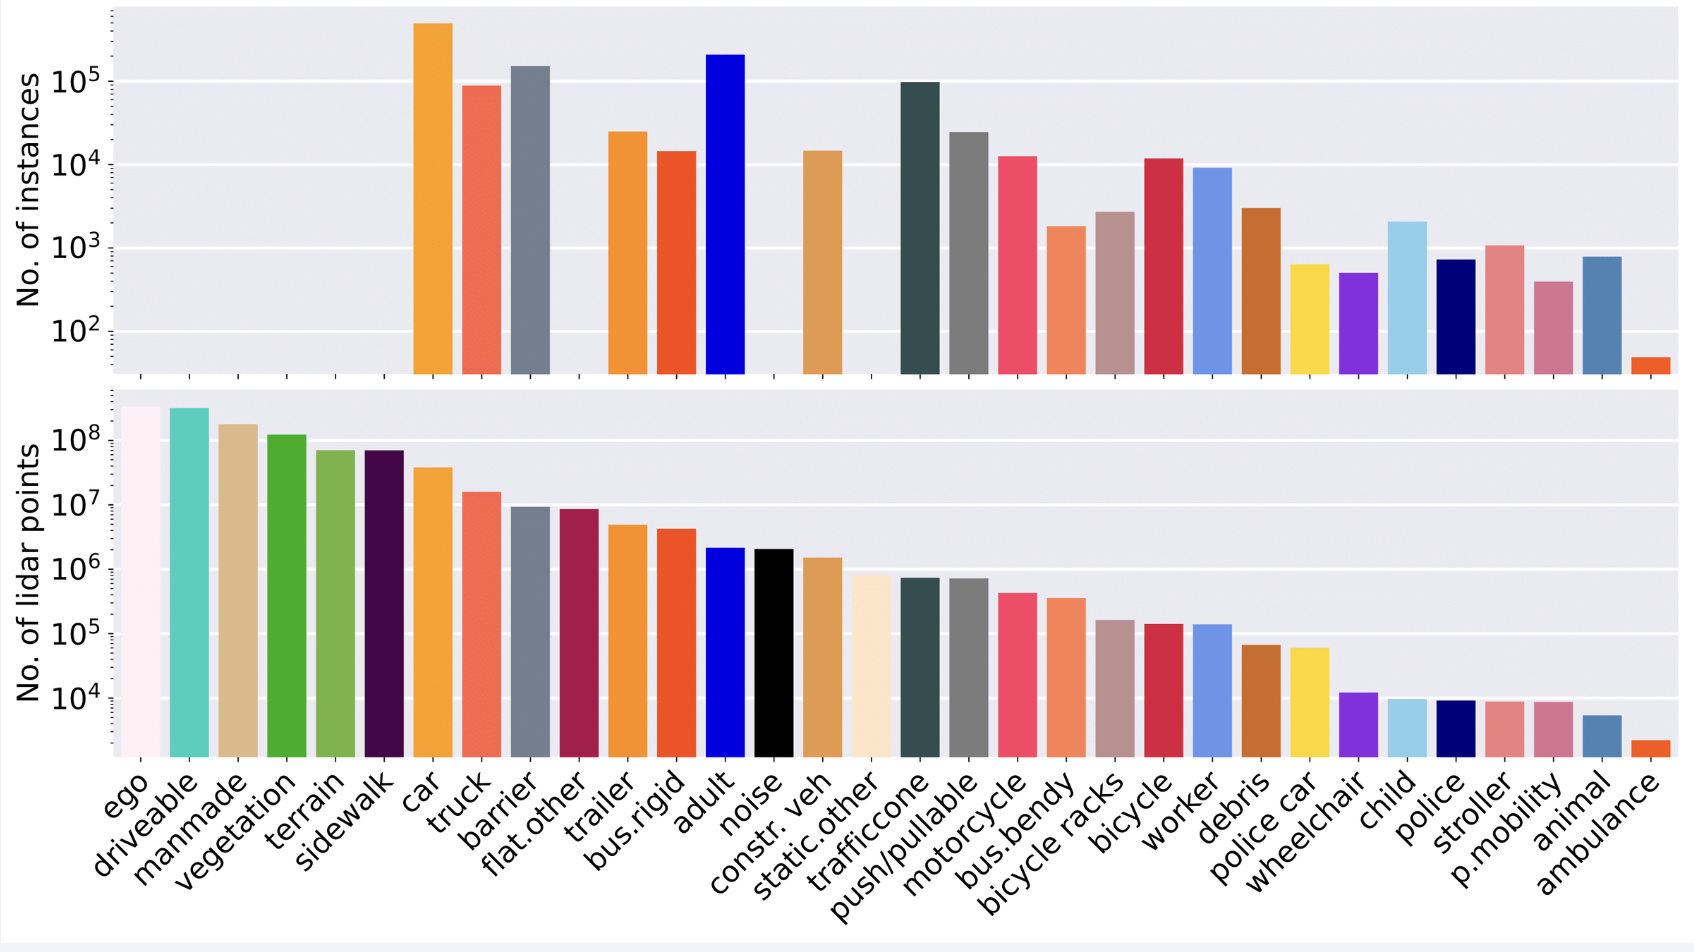 No. of instances
10^5
10^4
10^3
10^2
No. of lidar points
10^8
10^7
10^6
10^5
10^4
ego
driveable
manmade
vegetation
terrain
sidewalk
car
truck
barrier
flat.other
trailer
bus.rigid
adult
noise
constr. veh
static.other
trafficcone
push/pullable
motorcycle
bus.bendy
bicycle racks
bicycle
worker
debris
police car
wheelchair
child
police
stroller
p.mobility
animal
ambulance